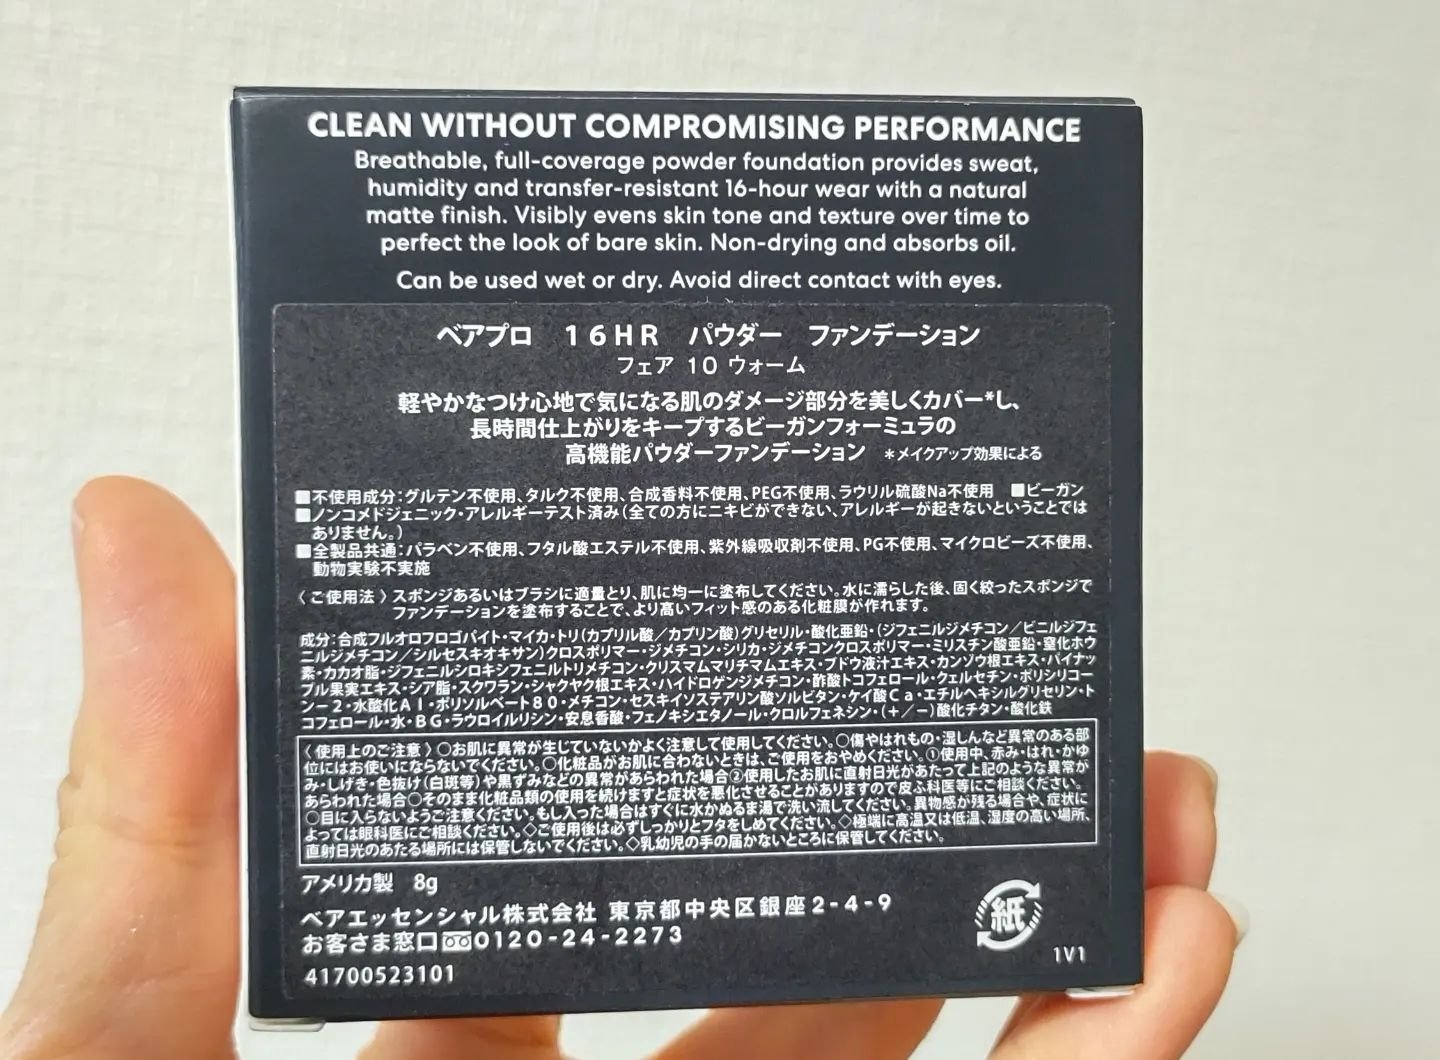 CLEAN WITHOUT COMPROMISING PERFORMANCE
Breathable, full-coverage powder foundation provides sweat,
humidity and transfer-resistant 16-hour wear with a natural
matte finish. Visibly evens skin tone and texture over time to
perfect the look of bare skin. Non-drying and absorbs oil.
Can be used wet or dry. Avoid direct contact with eyes.
ベアプロ 16HR パウダー ファンデーション
フェア 10 ウォーム
軽やかなつけ心地で気になる肌のダメージ部分を美しくカバー*し、
長時間仕上がりをキープするビーガンフォーミュラの
高機能パウダーファンデーション *メイクアップ効果による
■不使用成分:グルテン不使用、タルク不使用、合成香料不使用、PEG不使用、ラウリル硫酸Na不使用 ■ビーガン
■ノンコメドジェニック・アレルギーテスト済み(全ての方にニキビができない、アレルギーが起きないということでは
ありません。)
■全製品共通:パラベン不使用、フタル酸エステル不使用、紫外線吸収剤不使用、PG不使用、マイクロビーズ不使用、
動物実験不実施
〈ご使用法〉スポンジあるいはブラシに適量とり、肌に均一に塗布してください。水に濡らした後、固く絞ったスポンジで
ファンデーションを塗布することで、より高いフィット感のある化粧膜が作れます。
成分:合成フルオロフロゴパイト・マイカ・トリ(カプリル酸/カプリン酸)グリセリル・酸化亜鉛・(ジフェニルジメチコン/ビニルジフェ
ニルジメチコン/シルセスキオキサン)クロスポリマー・ジメチコン・シリカ・ジメチコンクロスポリマー・ミリスチン酸亜鉛・窒化ホウ
素・カカオ脂・ジフェニルシロキシフェニルトリメチコン・クリスマムマリチマムエキス・ブドウ液汁エキス・カンゾウ根エキス・パイナッ
プル果実エキス・シア脂・スクワラン・シャクヤク根エキス・ハイドロゲンジメチコン・酢酸トコフェロール・クェルセチン・ポリシリコー
ン-2・水酸化Al・ポリソルベート80・メチコン・セスキイソステアリン酸ソルビタン・ケイ酸Ca・エチルヘキシルグリセリン・ト
コフェロール・水・BG・ラウロイルリシン・安息香酸・フェノキシエタノール・クロルフェネシン・(+/-)酸化チタン・酸化鉄
〈使用上のご注意〉○お肌に異常が生じていないかよく注意して使用してください。○傷やはれもの・湿しんなど異常のある部
位にはお使いにならないでください。○化粧品がお肌に合わないときは、ご使用をおやめください。①使用中、赤み・はれ・かゆ
み・しげき・色抜け(白斑等)や黒ずみなどの異常があらわれた場合②使用したお肌に直射日光があたって上記のような異常が
あらわれた場合○そのまま化粧品類の使用を続けますと症状を悪化させることがありますので皮ふ科医等にご相談ください。
○目に入らないようご注意ください。もし入った場合はすぐに水かぬるま湯で洗い流してください。異物感が残る場合や、症状に
よっては眼科医にご相談ください。◇ご使用後は必ずしっかりとフタをしめてください。◇極端に高温又は低温、湿度の高い場所、
直射日光のあたる場所には保管しないでください。◇乳幼児の手の届かないところに保管してください。
アメリカ製 8g
ベアエッセンシャル株式会社 東京都中央区銀座2-4-9
お客さま窓口 0120-24-2273
紙
41700523101
1V1